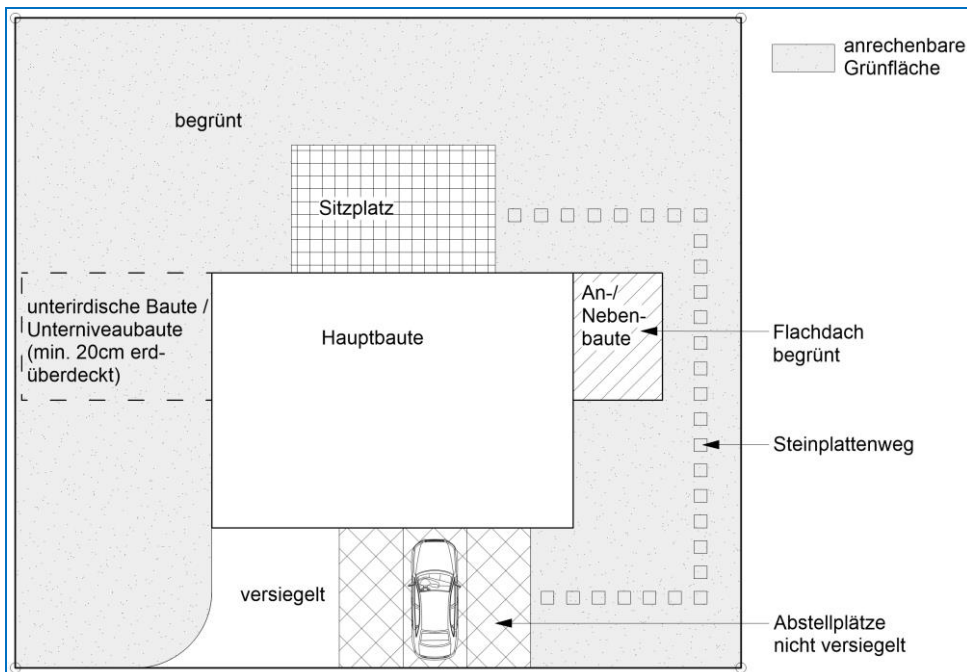 anrechenbare
Grünfläche
begrünt
Sitzplatz
unterirdische Baute /
Unterniveaubaute
(min. 20cm erd-
überdeckt)
Hauptbaute
An-/
Neben-
baute
Flachdach
begrünt
Steinplattenweg
versiegelt
Abstellplätze
nicht versiegelt